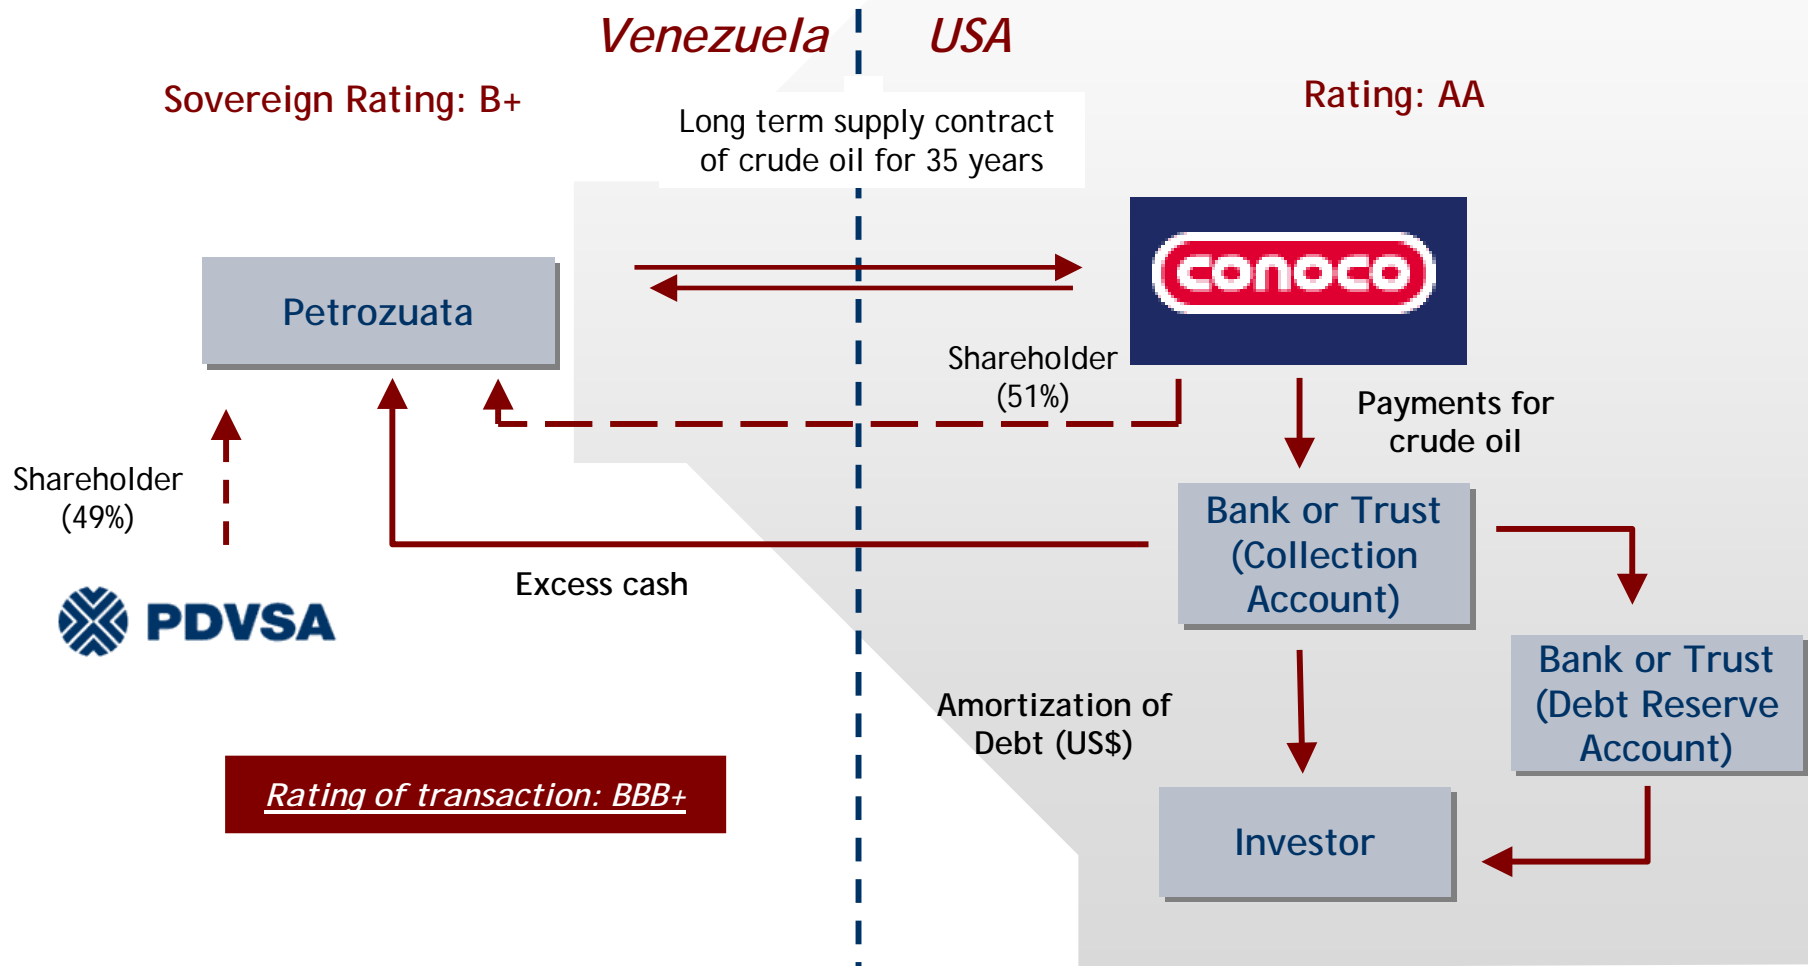 Venezuela
USA
Sovereign Rating: B+
Rating: AA
Long term supply contract
of crude oil for 35 years
conoco
Petrozuata
Shareholder
(51%)
Payments for
crude oil
Shareholder
(49%)
Bank or Trust
(Collection
Account)
Excess cash
PDVSA
Bank or Trust
(Debt Reserve
Account)
Amortization of
Debt (US$)
Rating of transaction: BBB+
Investor